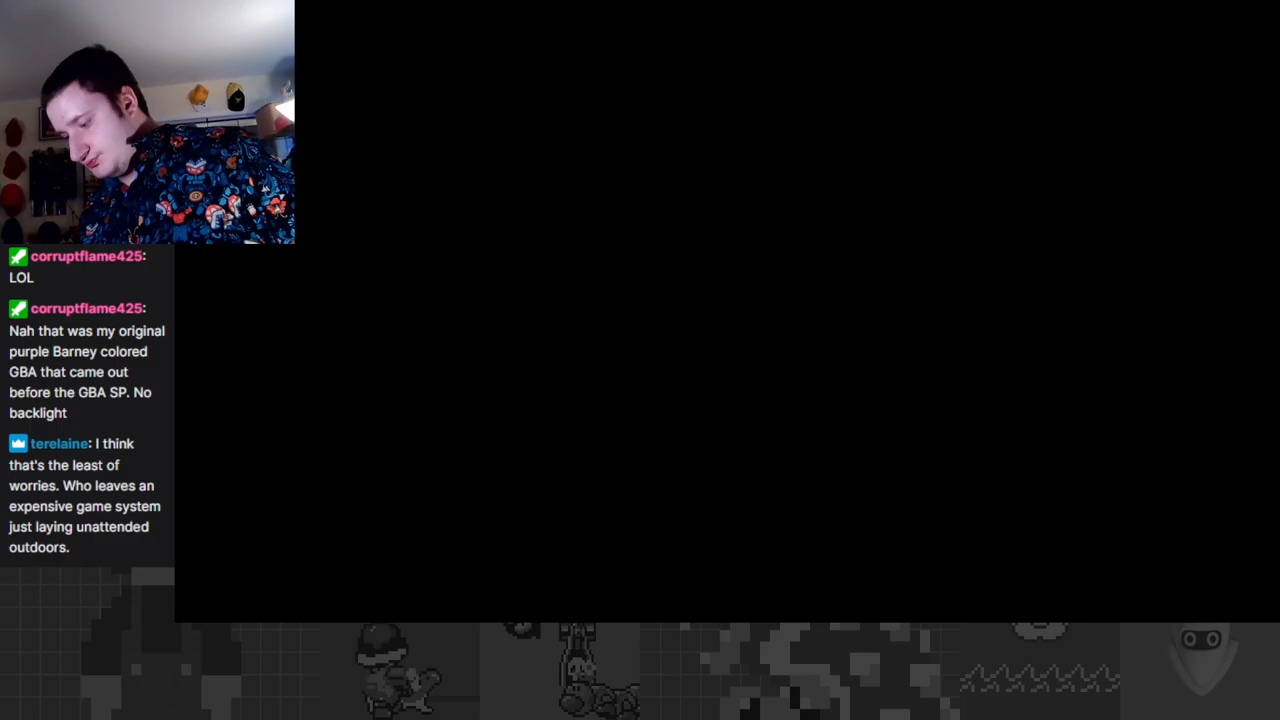 corruptflame425:
LOL
corruptflame425:
Nah that was my original
purple Barney colored
GBA that came out
before the GBA SP. No
backlight
terelaine: I think
that's the least of
worries. Who leaves an
expensive game system
just laying unattended
outdoors.